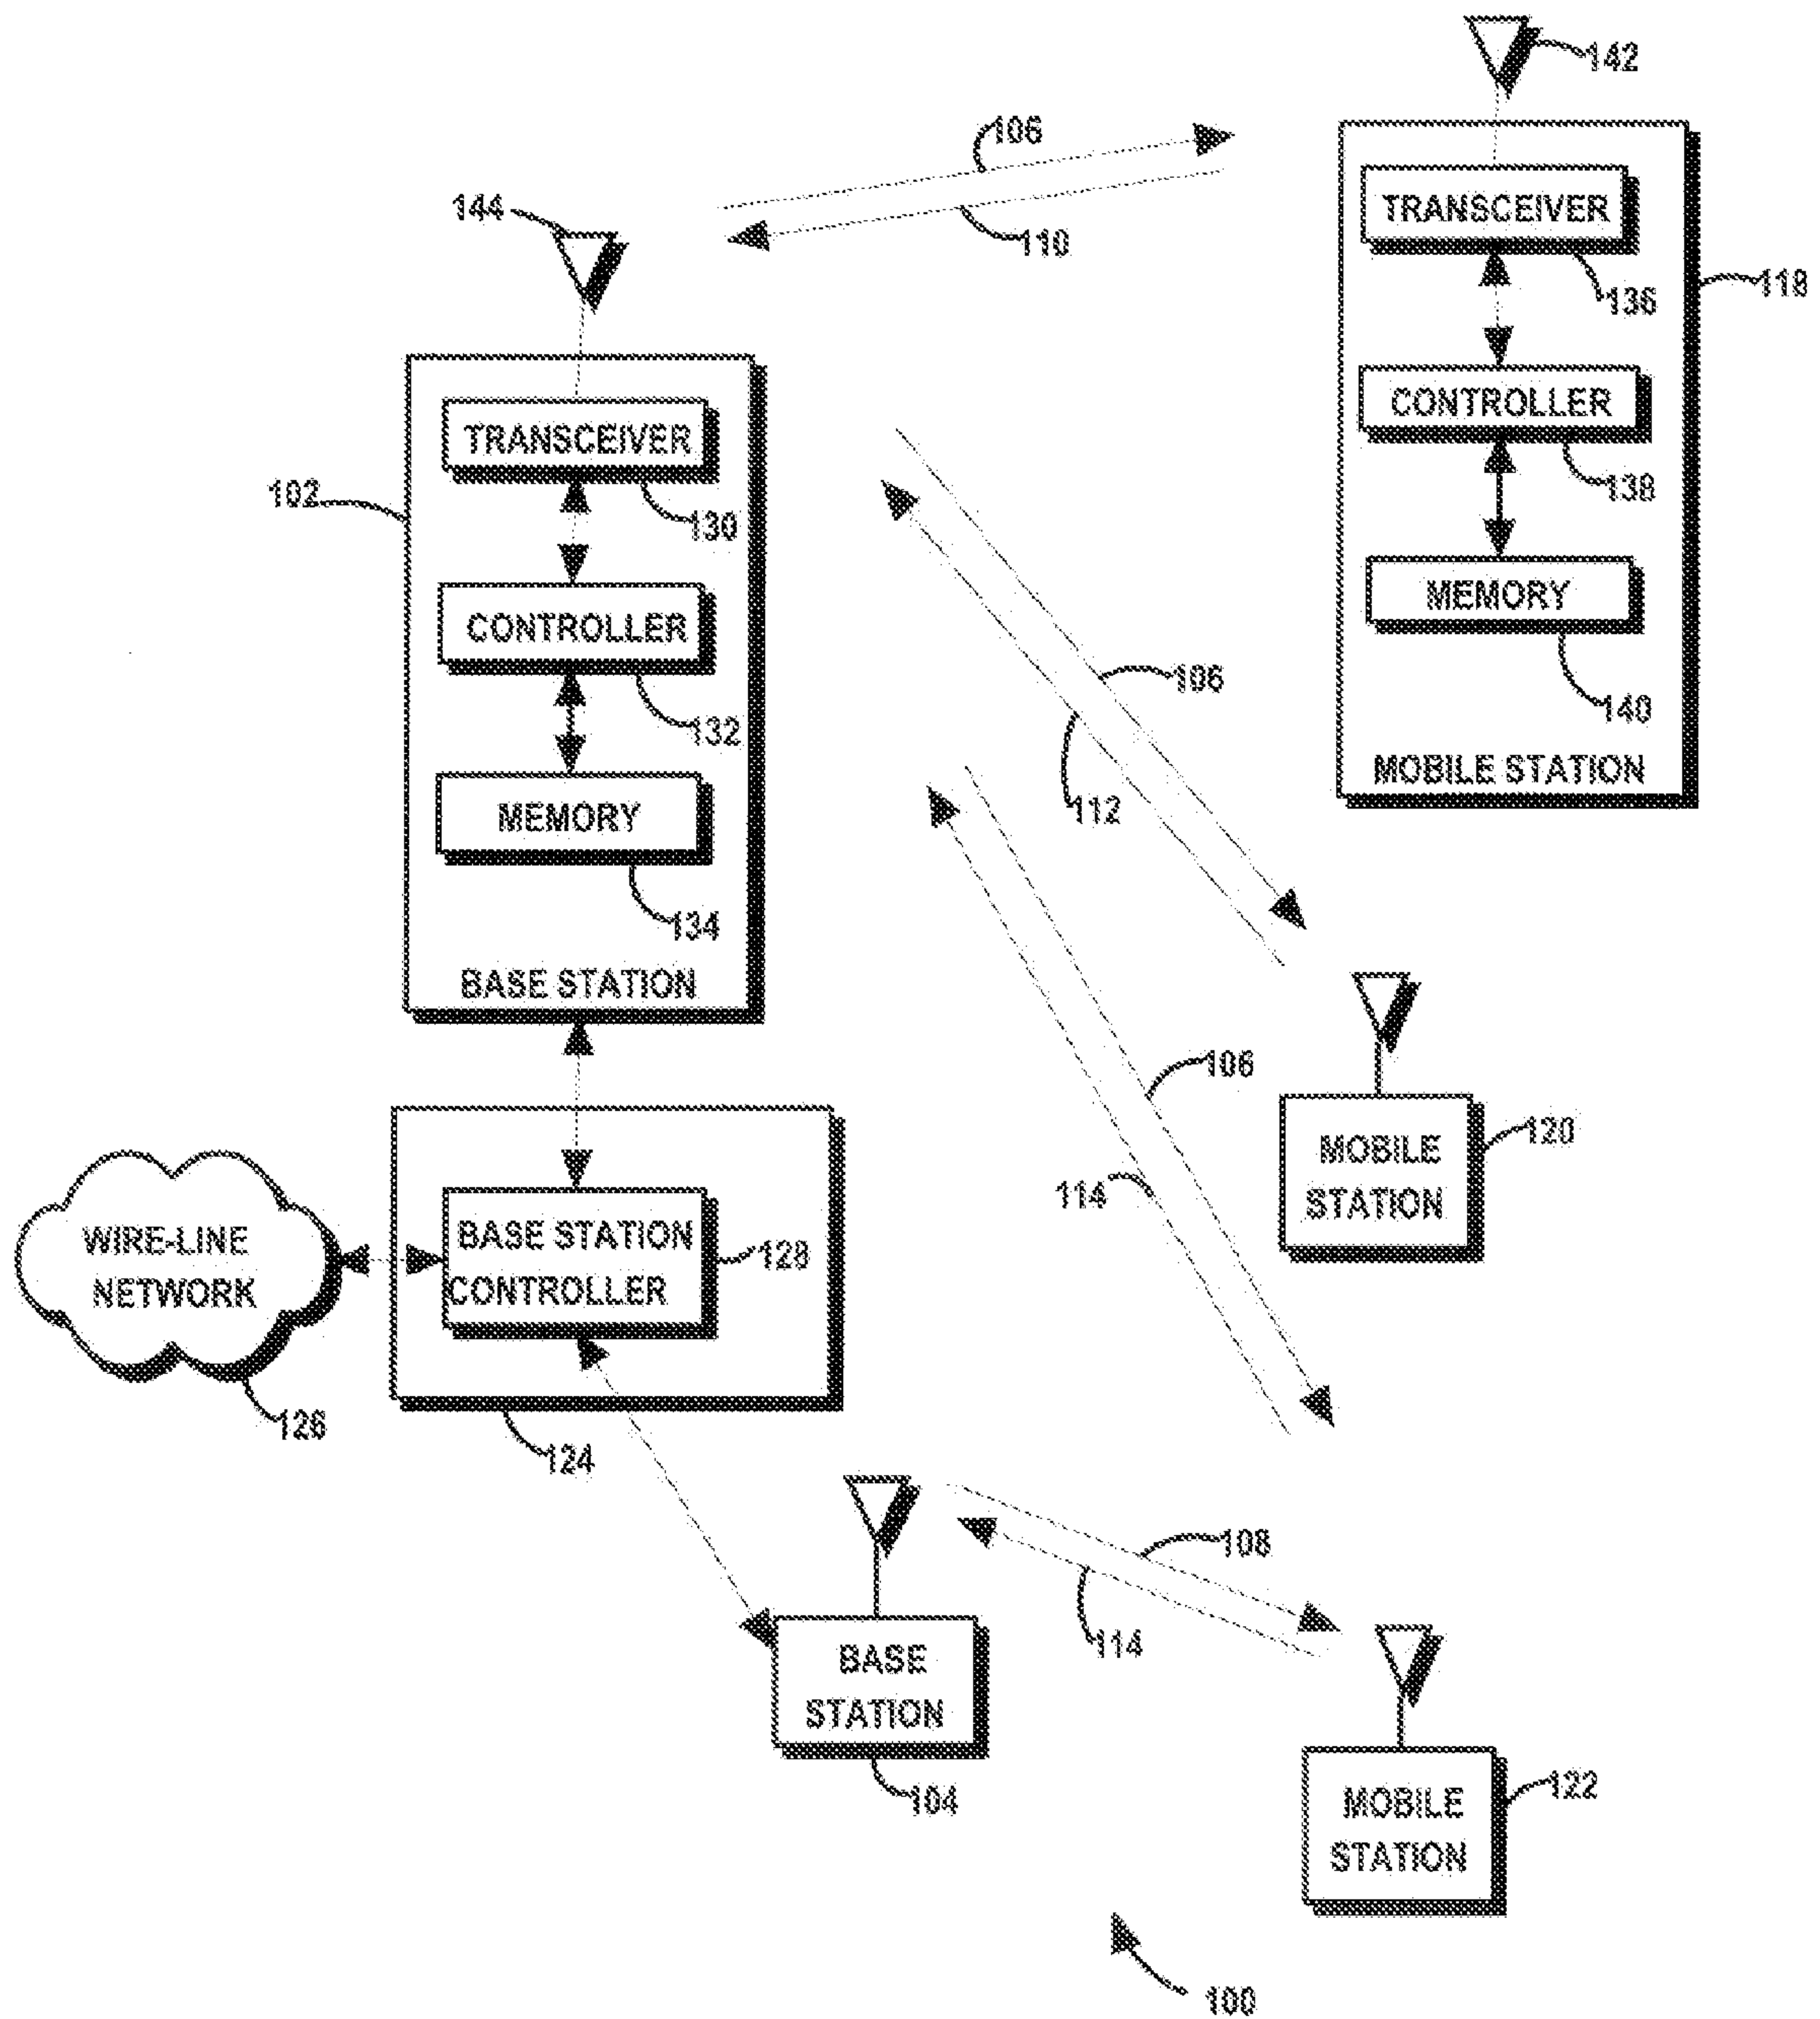 142
106
144
110
TRANSCEIVER
136
118
CONTROLLER
138
MEMORY
140
MOBILE STATION
TRANSCEIVER
102
130
CONTROLLER
132
MEMORY
134
BASE STATION
106
112
106
114
MOBILE
STATION
120
WIRE-LINE
NETWORK
126
BASE STATION
CONTROLLER
128
124
108
114
BASE
STATION
104
MOBILE
STATION
122
100